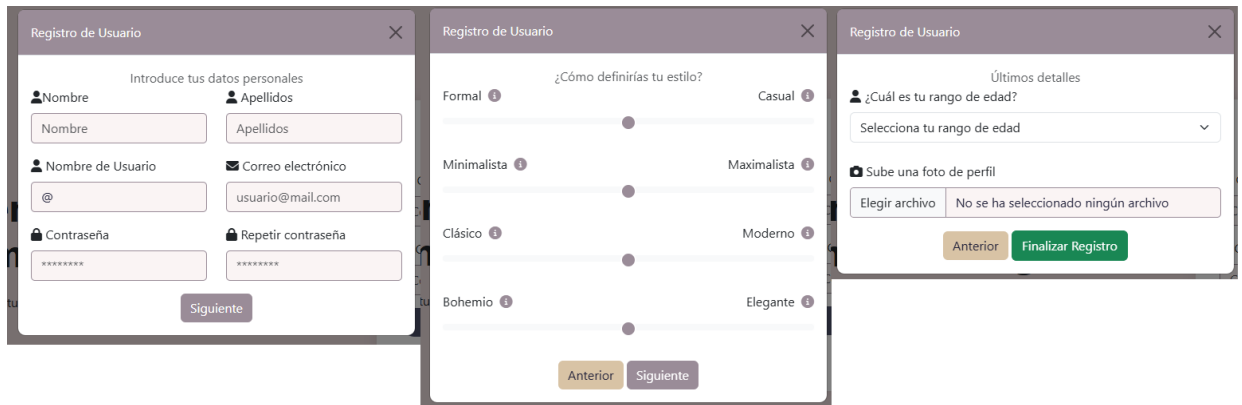 Registro de Usuario
Introduce tus datos personales
Nombre
Apellidos
Nombre
Apellidos
Nombre de Usuario
Correo electrónico
@
usuario@mail.com
Contraseña
Repetir contraseña
********
********
Siguiente
Registro de Usuario
¿Cómo definirías tu estilo?
Formal
Casual
Minimalista
Maximalista
Clásico
Moderno
Bohemio
Elegante
Anterior
Siguiente
Registro de Usuario
Últimos detalles
¿Cuál es tu rango de edad?
Selecciona tu rango de edad
Sube una foto de perfil
Elegir archivo
No se ha seleccionado ningún archivo
Anterior
Finalizar Registro